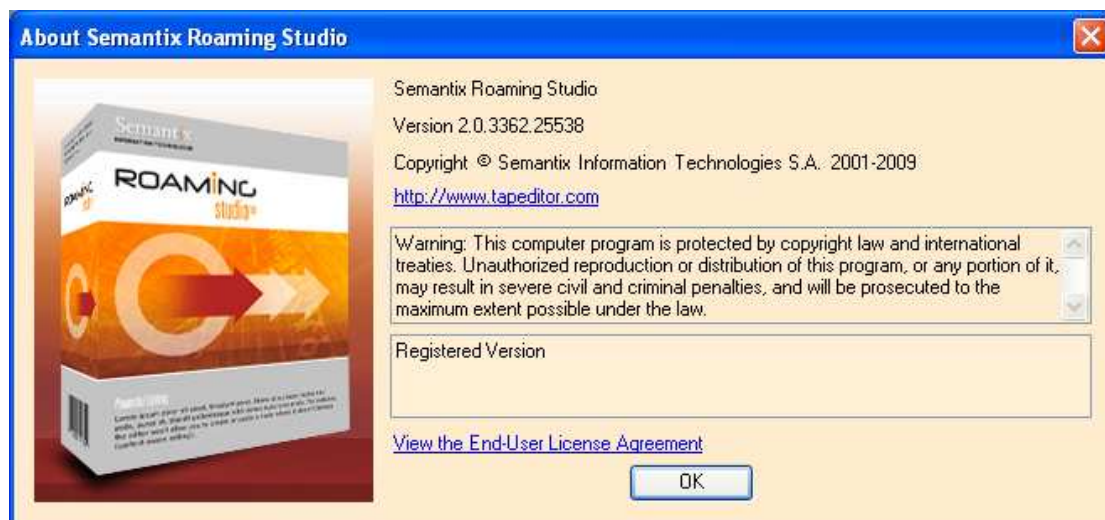 About Semantix Roaming Studio
Semantix
INFORMATION TECHNOLOGIES
ROAMiNG
studio
ROAMiNG
st
Semantix Roaming Studio
Version 2.0.3362.25538
Copyright © Semantix Information Technologies S.A. 2001-2009
http://www.tapeditor.com
Warning: This computer program is protected by copyright law and international
treaties. Unauthorized reproduction or distribution of this program, or any portion of it,
may result in severe civil and criminal penalties, and will be prosecuted to the
maximum extent possible under the law.
Registered Version
View the End-User License Agreement
OK